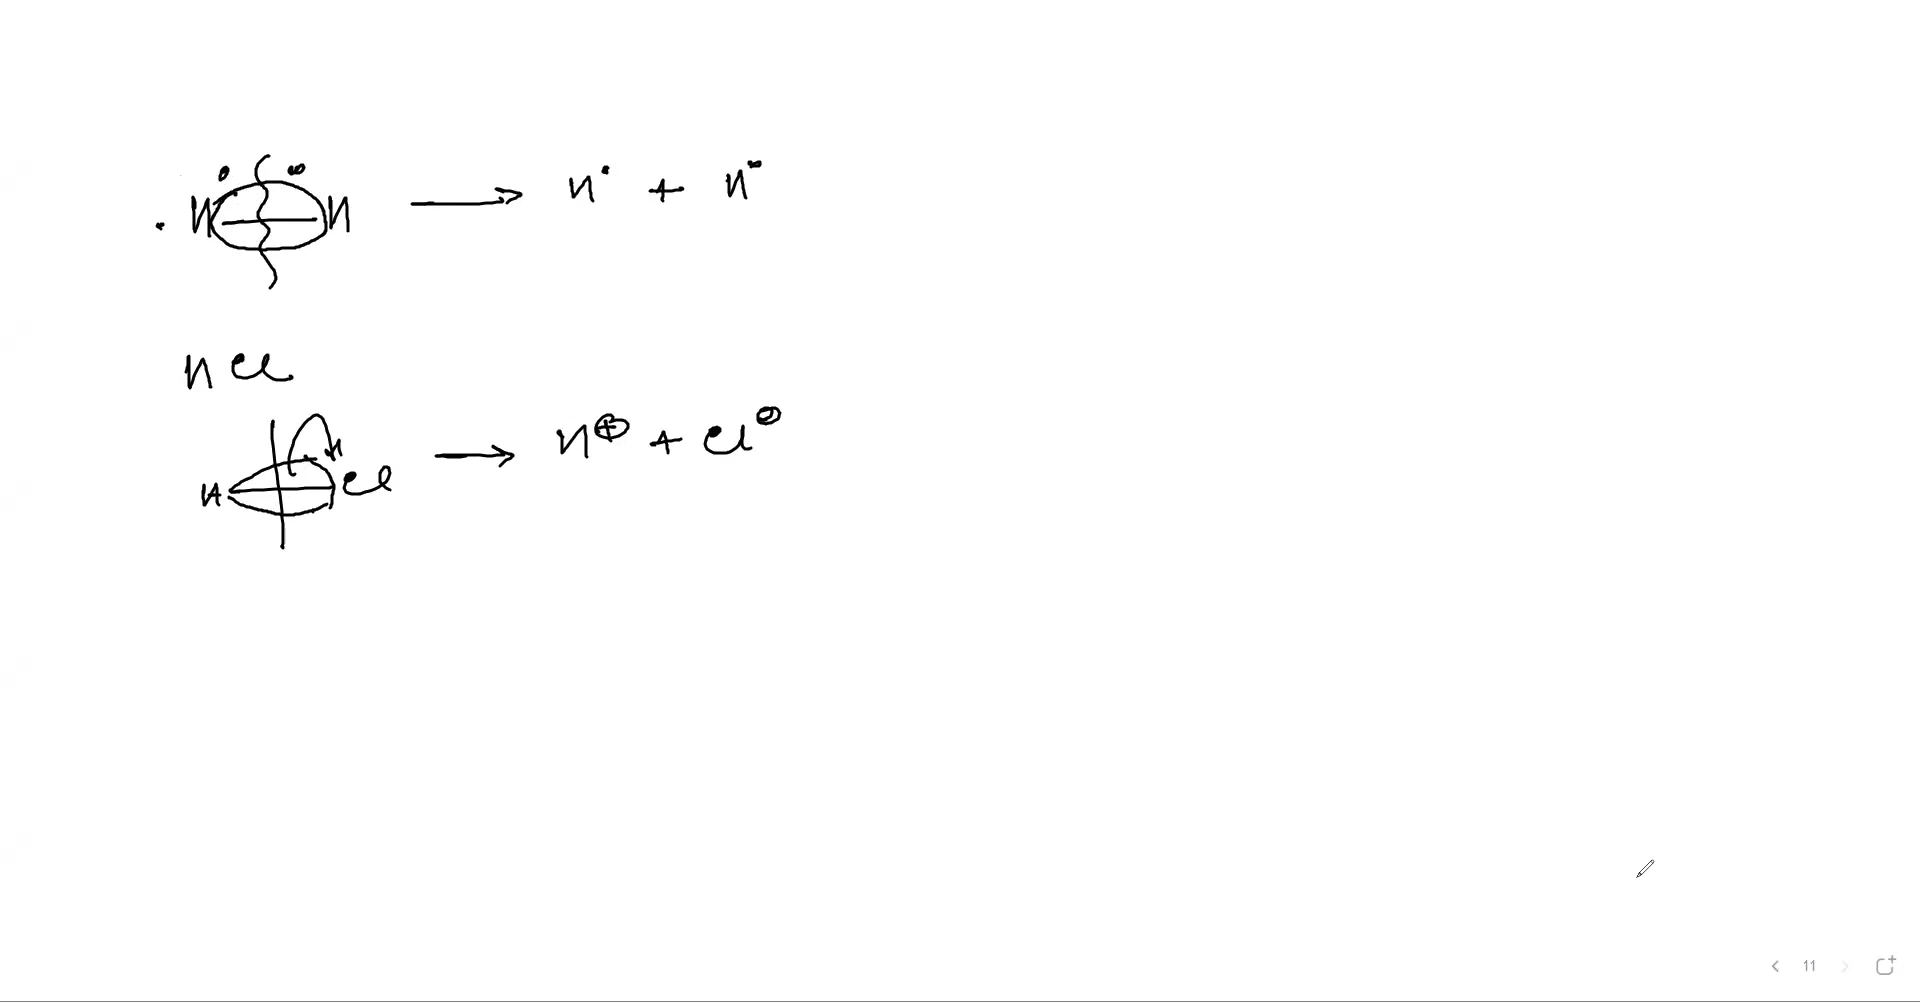 H–H ⟶ H• + H•
HCl
H–Cl ⟶ H⊕ + Cl⊖
11